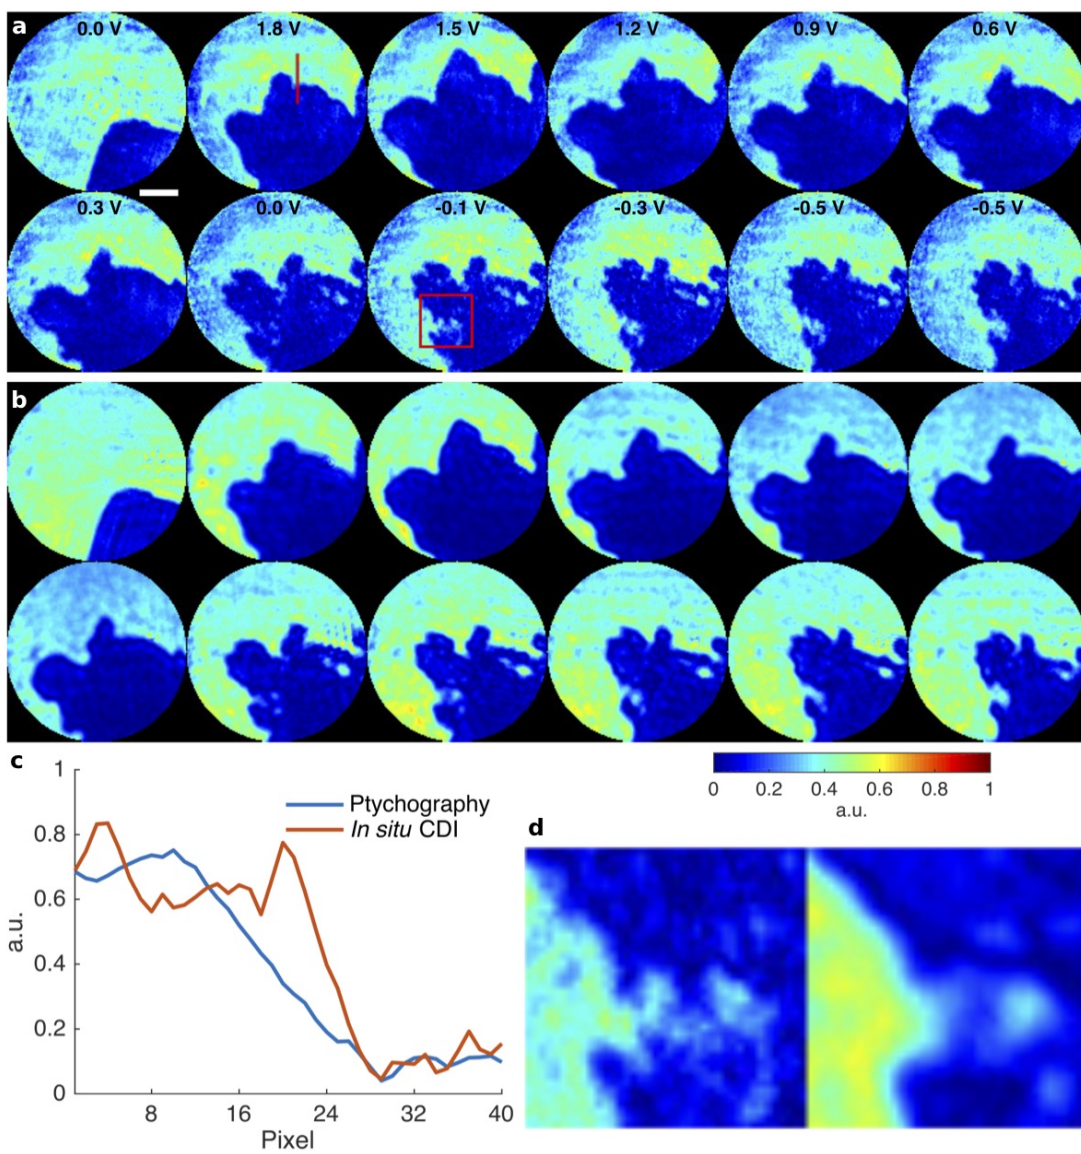 a
0.0 V 1.8 V 1.5 V 1.2 V 0.9 V 0.6 V
0.3 V 0.0 V -0.1 V -0.3 V -0.5 V -0.5 V
b
c
1
0.8
0.6
0.4
0.2
0
a.u.
Ptychography
In situ CDI
8 16 24 32 40
Pixel
0 0.2 0.4 0.6 0.8 1
a.u.
d